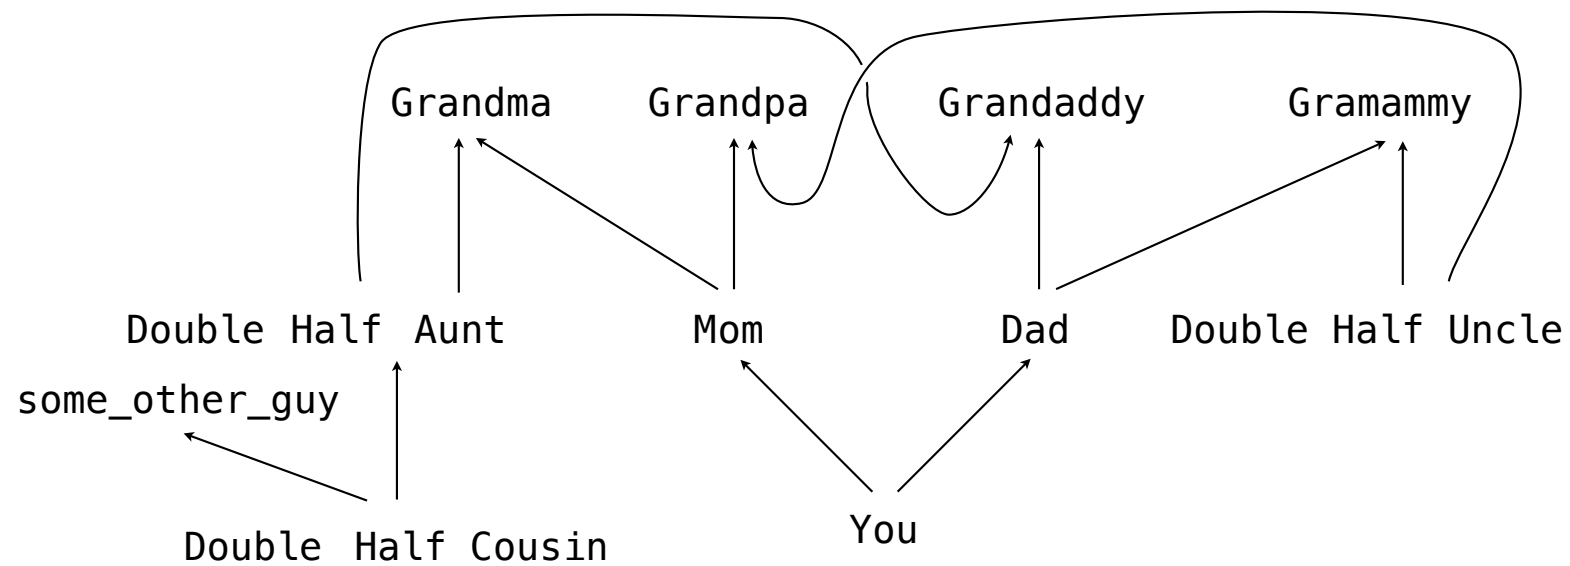 Grandma Grandpa Grandaddy Gramammy
Double Half Aunt Mom Dad Double Half Uncle
some_other_guy
You
Double Half Cousin